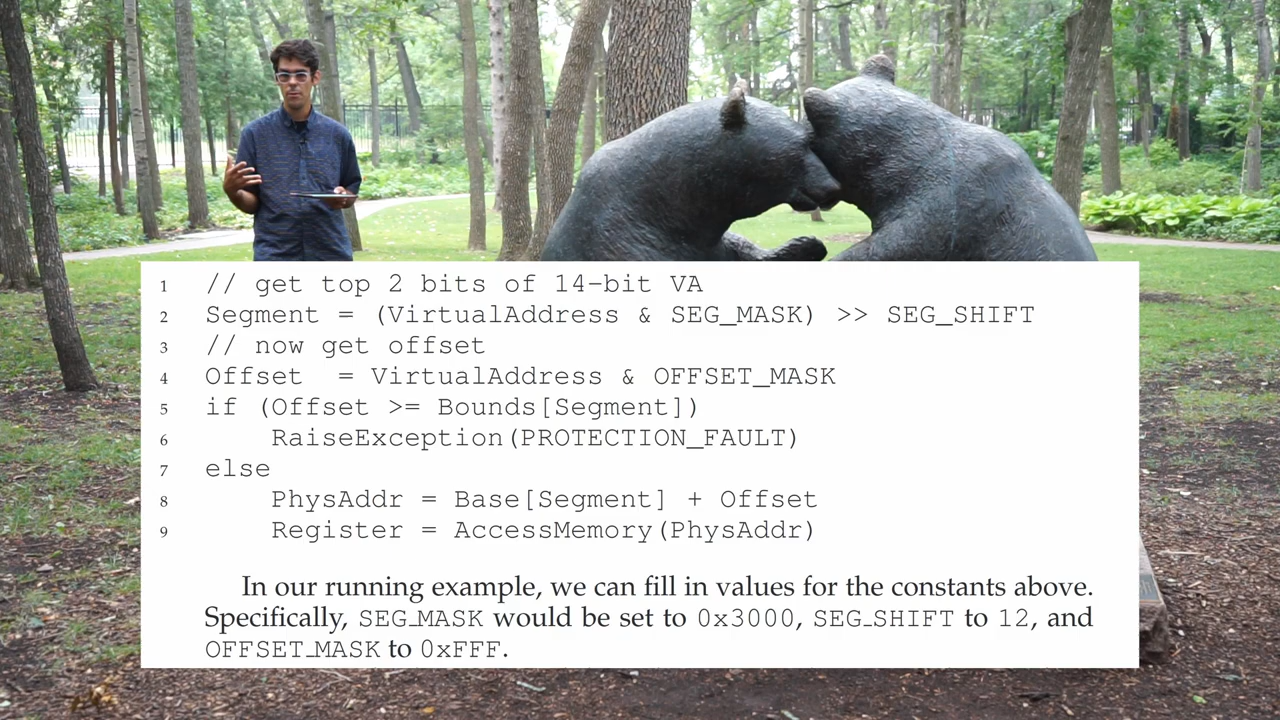 1 // get top 2 bits of 14-bit VA
2 Segment = (VirtualAddress & SEG_MASK) >> SEG_SHIFT
3 // now get offset
4 Offset  = VirtualAddress & OFFSET_MASK
5 if (Offset >= Bounds[Segment])
6     RaiseException(PROTECTION_FAULT)
7 else
8     PhysAddr = Base[Segment] + Offset
9     Register = AccessMemory(PhysAddr)
In our running example, we can fill in values for the constants above.
Specifically, SEG_MASK would be set to 0x3000, SEG_SHIFT to 12, and
OFFSET_MASK to 0xFFF.